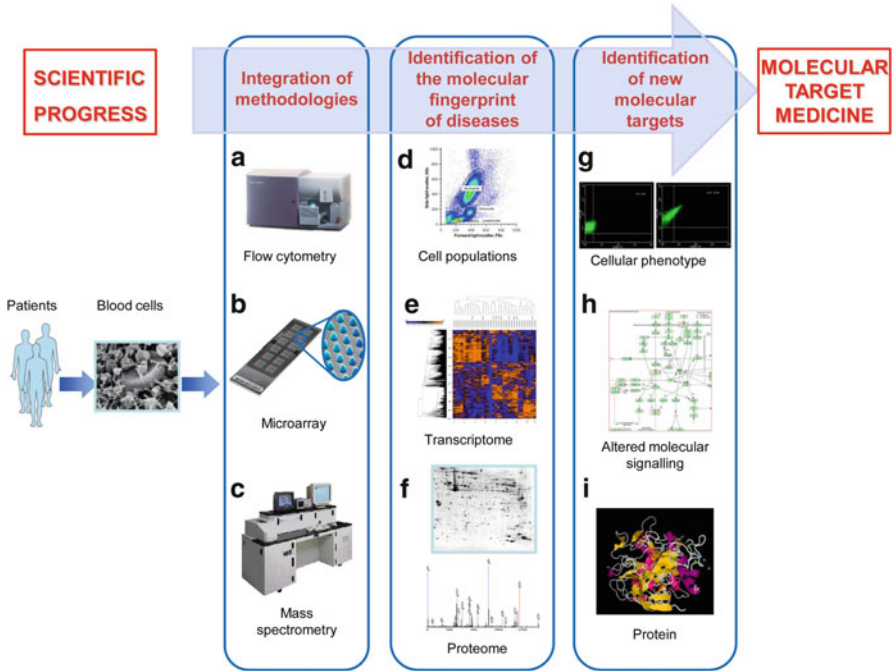 SCIENTIFIC
PROGRESS
Integration of
methodologies
Identification of
the molecular
fingerprint
of diseases
Identification
of new
molecular
targets
MOLECULAR
TARGET
MEDICINE
Patients
Blood cells
a
Flow cytometry
b
Microarray
c
Mass
spectrometry
d
Cell populations
e
Transcriptome
f
Proteome
g
Cellular phenotype
h
Altered molecular
signalling
i
Protein